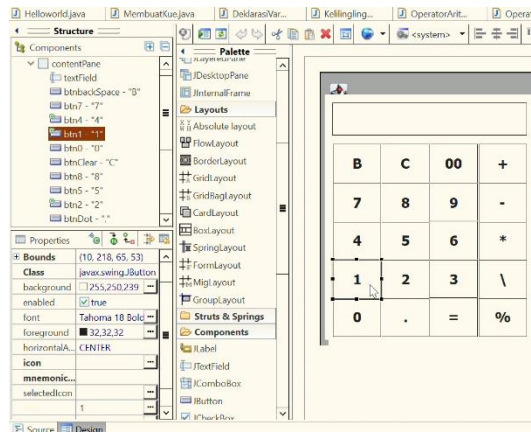 Helloworld.java
MembuatKue.java
DeklarasiVar...
Kelilingling...
OperatorArit...
Operat
Structure
Components
contentPane
textField
btnbackSpace - "B"
btn7 - "7"
btn4 - "4"
btn1 - "1"
btn0 - "0"
btnClear - "C"
btn8 - "8"
btn5 - "5"
btn2 - "2"
btnDot - "."
Properties
Bounds (10, 218, 65, 53)
Class javax.swing.JButton
background 255,250,239 ...
enabled true
font Tahoma 18 Bold ...
foreground 32,32,32 ...
horizontalA... CENTER
icon ...
mnemonic...
selectedIcon ...
1 ...
Source Design
Palette
JLayeredPane
JDesktopPane
JInternalFrame
Layouts
Absolute layout
FlowLayout
BorderLayout
GridLayout
GridBagLayout
CardLayout
BoxLayout
SpringLayout
FormLayout
MigLayout
GroupLayout
Struts & Springs
Components
JLabel
JTextField
JComboBox
JButton
JCheckBox
<system>
B C 00 +
7 8 9 -
4 5 6 *
1 2 3 \
0 . = %